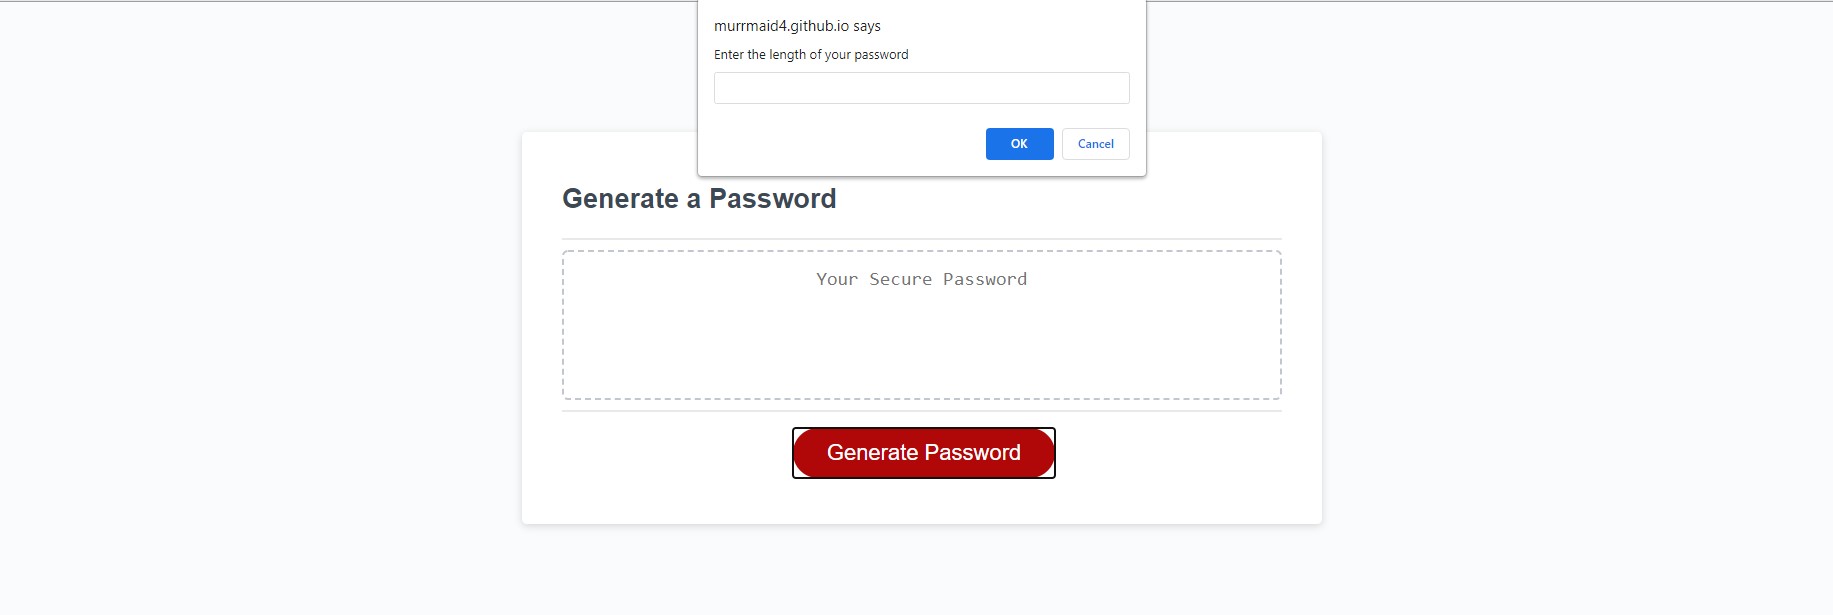 murrmaid4.github.io says
Enter the length of your password
OK
Cancel
Generate a Password
Your Secure Password
Generate Password